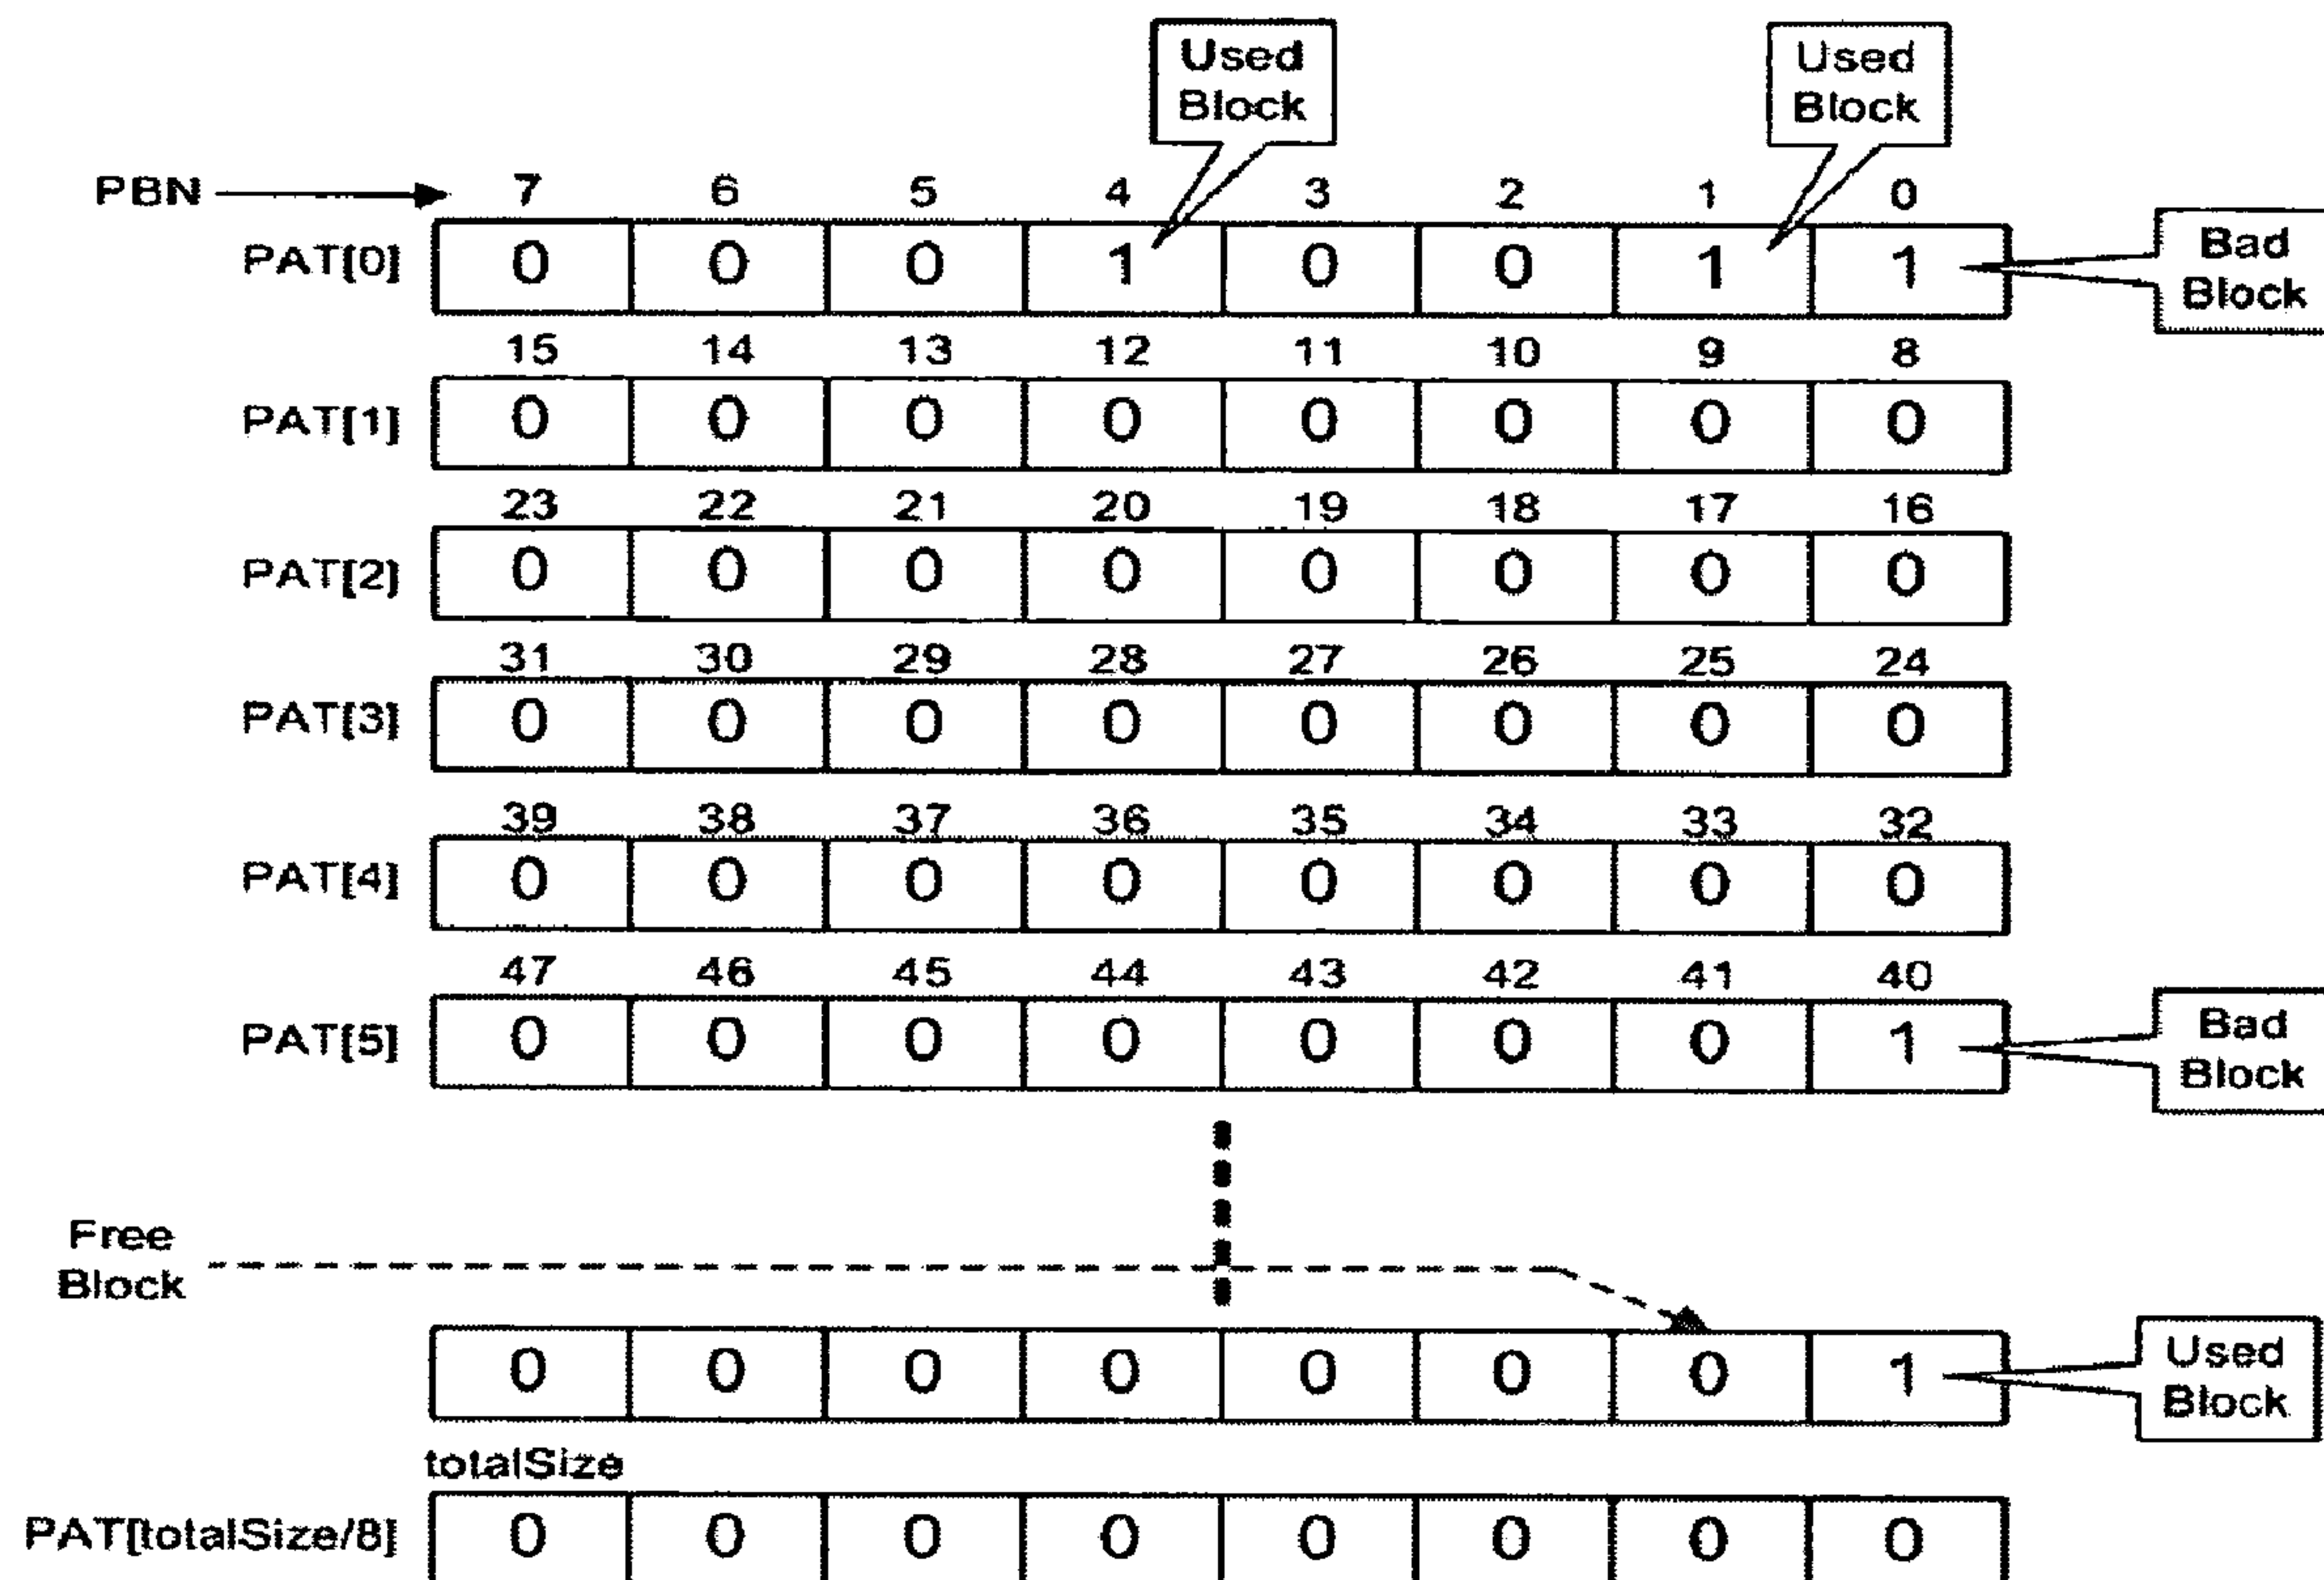 Used
Block
Used
Block
PBN 7 6 5 4 3 2 1 0
PAT[0] 0 0 0 1 0 0 1 1
Bad
Block
15 14 13 12 11 10 9 8
PAT[1] 0 0 0 0 0 0 0 0
23 22 21 20 19 18 17 16
PAT[2] 0 0 0 0 0 0 0 0
31 30 29 28 27 26 25 24
PAT[3] 0 0 0 0 0 0 0 0
39 38 37 36 35 34 33 32
PAT[4] 0 0 0 0 0 0 0 0
47 46 45 44 43 42 41 40
PAT[5] 0 0 0 0 0 0 0 1
Bad
Block
Free
Block
0 0 0 0 0 0 0 1
Used
Block
totalSize
PAT[totalSize/8] 0 0 0 0 0 0 0 0